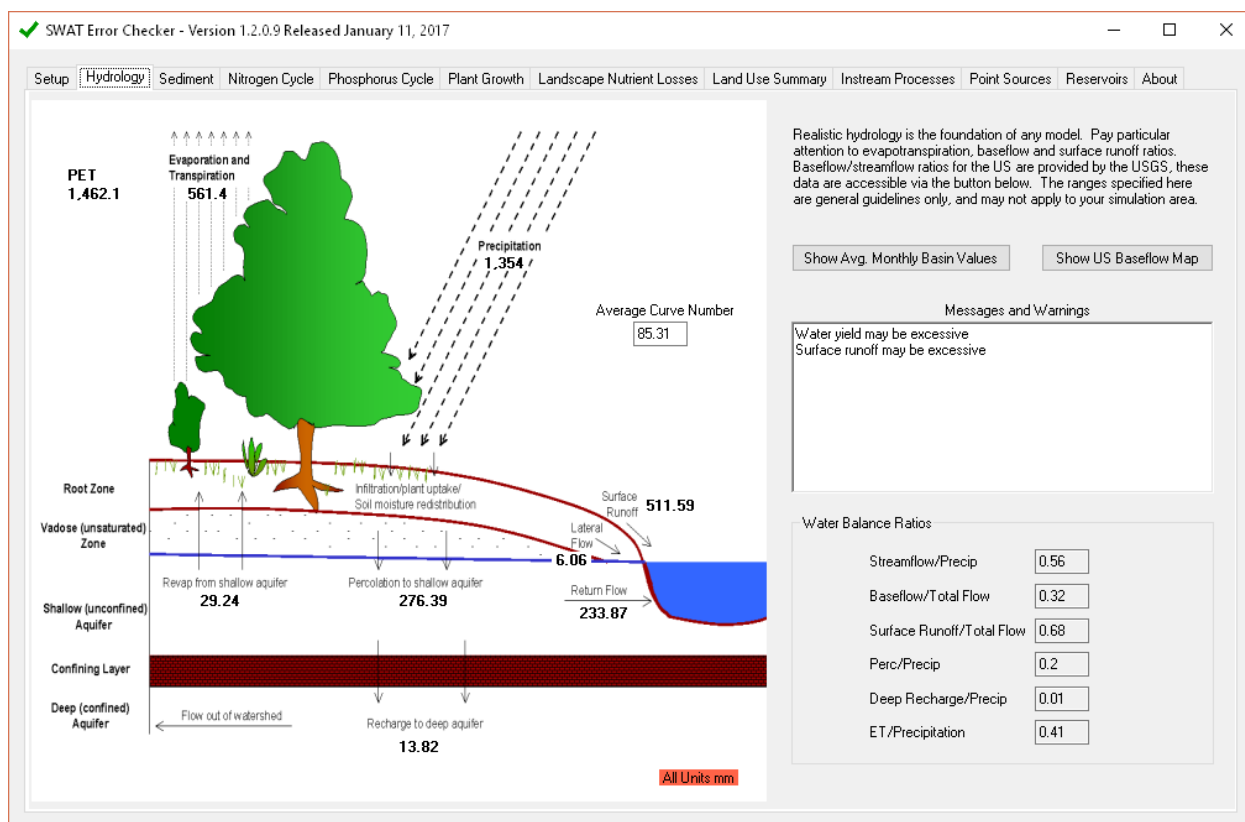 SWAT Error Checker - Version 1.2.0.9 Released January 11, 2017
Setup
Hydrology
Sediment
Nitrogen Cycle
Phosphorus Cycle
Plant Growth
Landscape Nutrient Losses
Land Use Summary
Instream Processes
Point Sources
Reservoirs
About
PET
1,462.1
Evaporation and
Transpiration
561.4
Precipitation
1,354
Average Curve Number
85.31
Root Zone
Infiltration/plant uptake/
Soil moisture redistribution
Surface
Runoff
511.59
Vadose (unsaturated)
Zone
Lateral
Flow
6.06
Revap from shallow aquifer
29.24
Percolation to shallow aquifer
276.39
Return Flow
233.87
Shallow (unconfined)
Aquifer
Confining Layer
Deep (confined)
Aquifer
Flow out of watershed
Recharge to deep aquifer
13.82
All Units mm
Realistic hydrology is the foundation of any model. Pay particular
attention to evapotranspiration, baseflow and surface runoff ratios.
Baseflow/streamflow ratios for the US are provided by the USGS, these
data are accessible via the button below. The ranges specified here
are general guidelines only, and may not apply to your simulation area.
Show Avg. Monthly Basin Values
Show US Baseflow Map
Messages and Warnings
Water yield may be excessive
Surface runoff may be excessive
Water Balance Ratios
Streamflow/Precip 0.56
Baseflow/Total Flow 0.32
Surface Runoff/Total Flow 0.68
Perc/Precip 0.2
Deep Recharge/Precip 0.01
ET/Precipitation 0.41